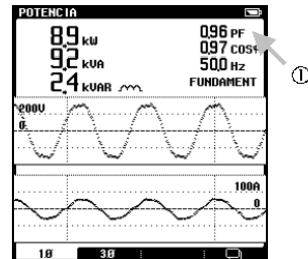 POTENCIA
8,9 kW
9,2 kVA
2,4 kVAR
0,96 PF
0,97 cosφ
50,0 Hz
FUNDAMENT
①
200V
0
100A
0
1Ø 3Ø